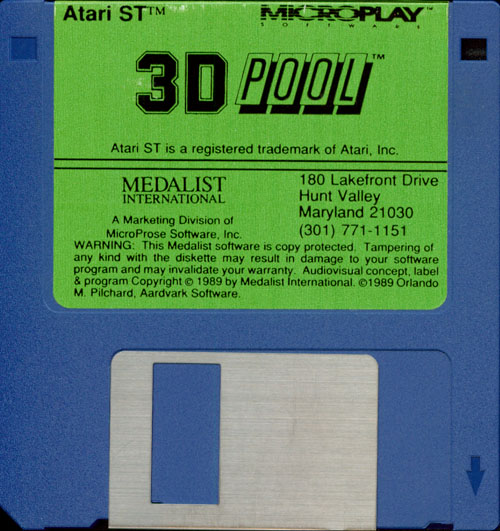 Atari ST™ MICROPLAY™
SOFTWARE
3D POOL™
Atari ST is a registered trademark of Atari, Inc.
MEDALIST
INTERNATIONAL
A Marketing Division of
MicroProse Software, Inc.
180 Lakefront Drive
Hunt Valley
Maryland 21030
(301) 771-1151
WARNING: This Medalist software is copy protected. Tampering of
any kind with the diskette may result in damage to your software
program and may invalidate your warranty. Audiovisual concept, label
& program Copyright © 1989 by Medalist International. ©1989 Orlando
M. Pilchard, Aardvark Software.